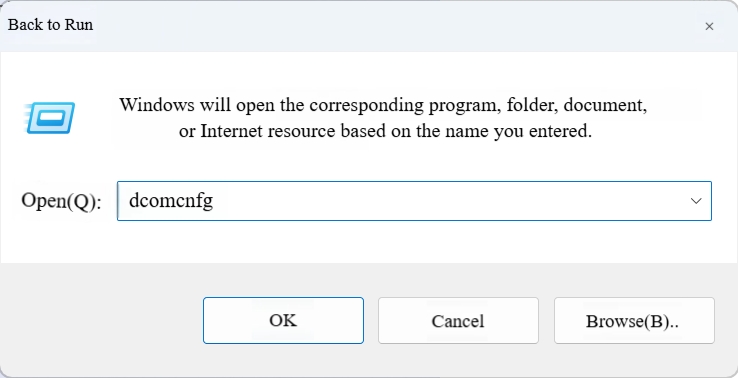 Back to Run
Windows will open the corresponding program, folder, document,
or Internet resource based on the name you entered.
Open(Q): dcomcnfg
OK Cancel Browse(B)..